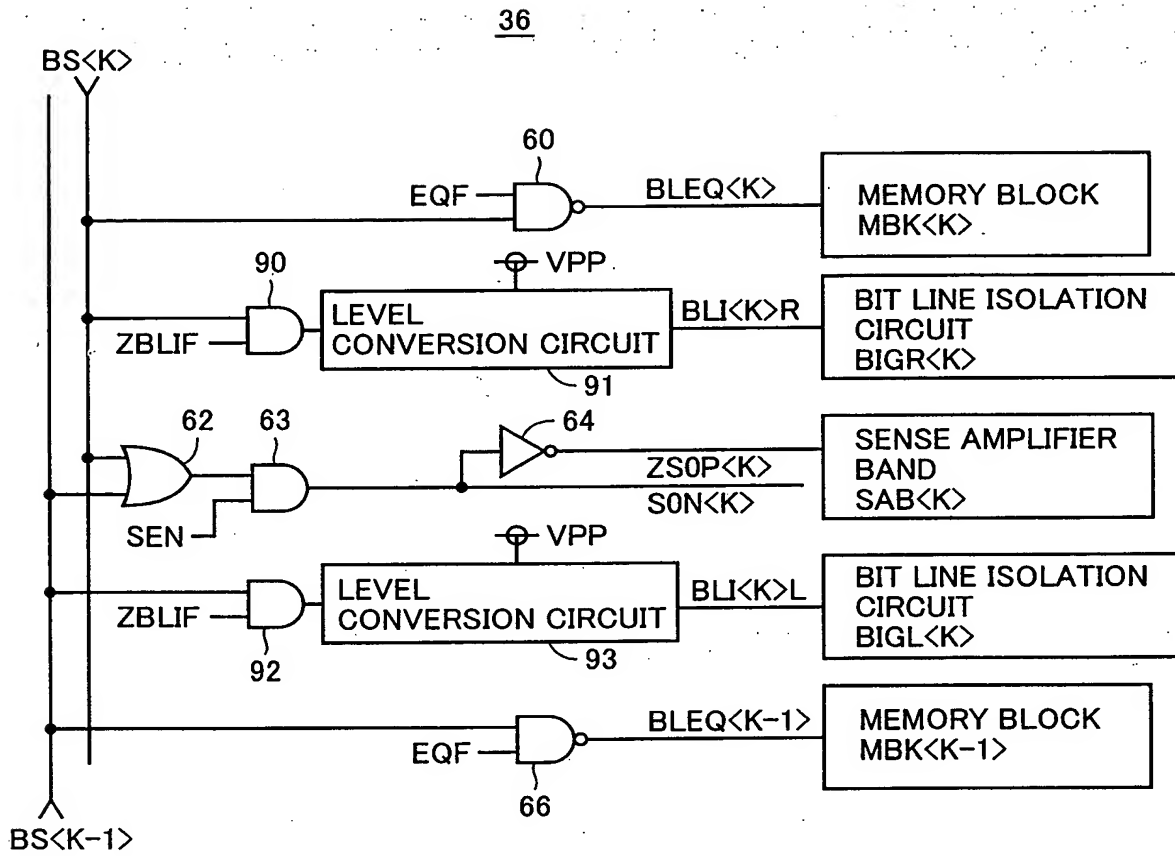 36
BS<K>
60
EQF
BLEQ<K>
MEMORY BLOCK
MBK<K>
90
VPP
ZBLIF
LEVEL
CONVERSION CIRCUIT
91
BLI<K>R
BIT LINE ISOLATION
CIRCUIT
BIGR<K>
62
63
64
SEN
ZS0P<K>
S0N<K>
SENSE AMPLIFIER
BAND
SAB<K>
VPP
ZBLIF
92
LEVEL
CONVERSION CIRCUIT
93
BLI<K>L
BIT LINE ISOLATION
CIRCUIT
BIGL<K>
EQF
66
BLEQ<K-1>
MEMORY BLOCK
MBK<K-1>
BS<K-1>